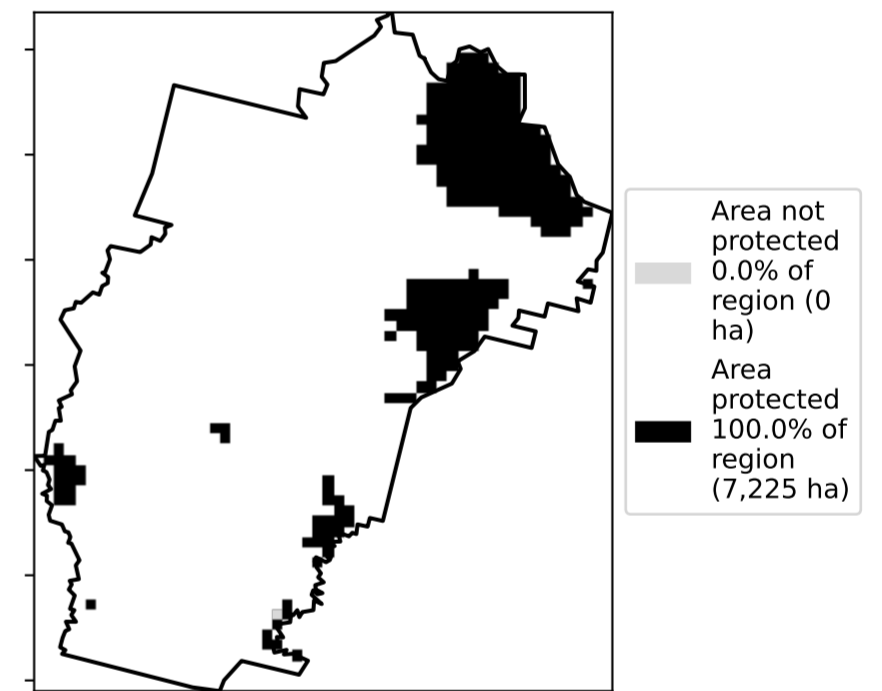 Area not
protected
0.0% of
region (0
ha)
Area
protected
100.0% of
region
(7,225 ha)